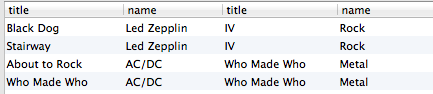 title name title name
Black Dog Led Zepplin IV Rock
Stairway Led Zepplin IV Rock
About to Rock AC/DC Who Made Who Metal
Who Made Who AC/DC Who Made Who Metal